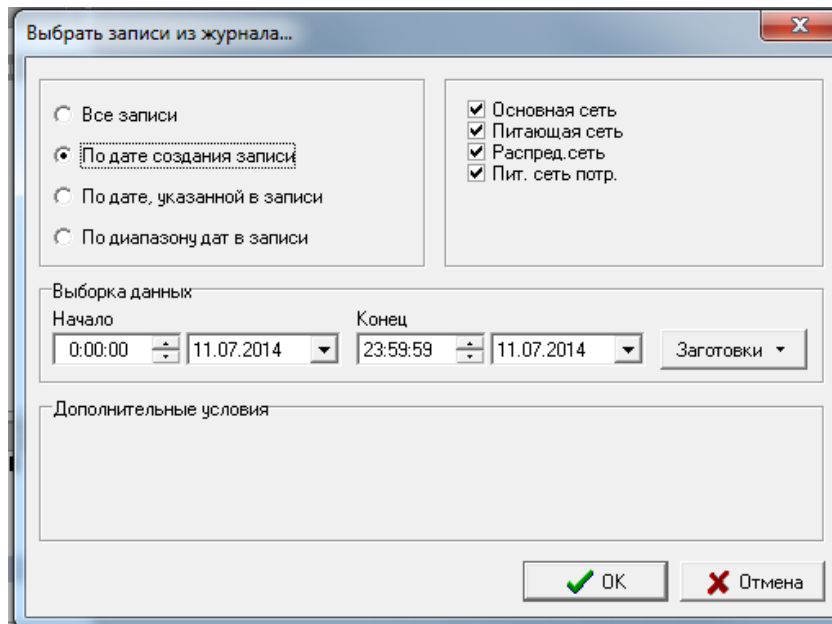 Выбрать записи из журнала...
Все записи
По дате создания записи
По дате, указанной в записи
По диапазону дат в записи
Основная сеть
Питающая сеть
Распред.сеть
Пит. сеть потр.
Выборка данных
Начало Конец
0:00:00 11.07.2014 23:59:59 11.07.2014 Заготовки
Дополнительные условия
OK Отмена